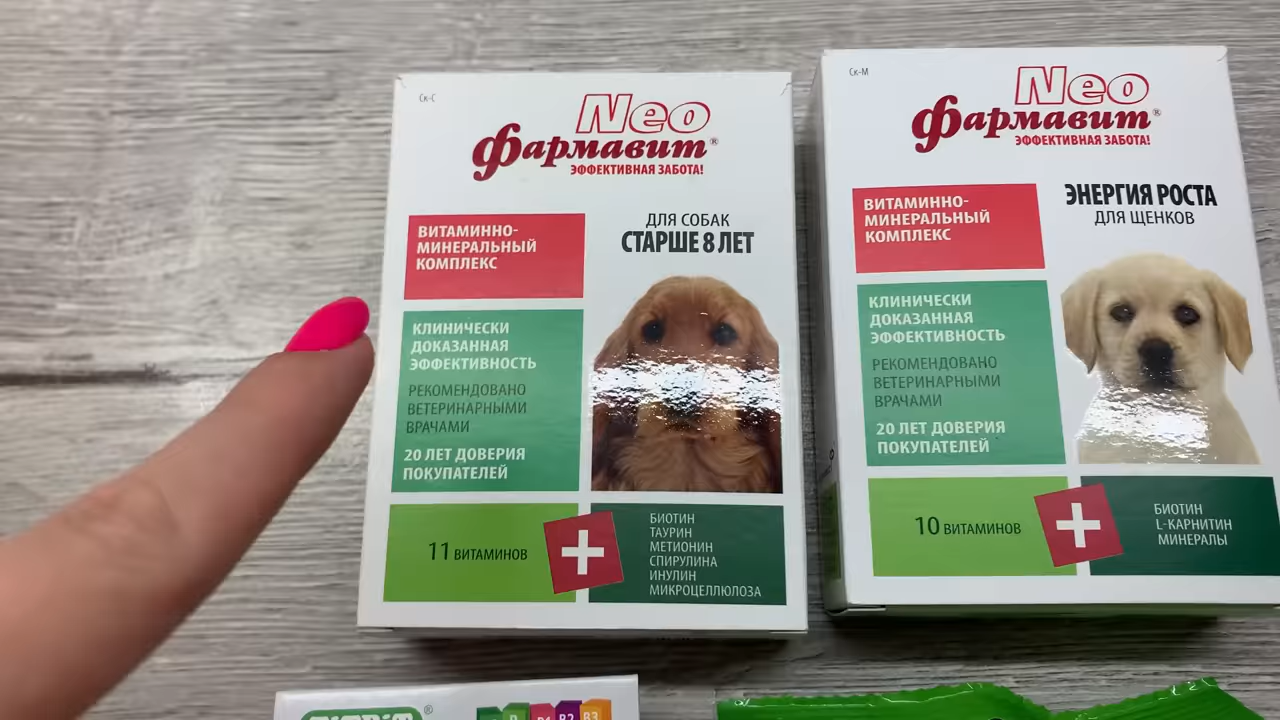 Ск-С
Neo
Фармавит®
ЭФФЕКТИВНАЯ ЗАБОТА!
ВИТАМИННО-
МИНЕРАЛЬНЫЙ
КОМПЛЕКС
ДЛЯ СОБАК
СТАРШЕ 8 ЛЕТ
КЛИНИЧЕСКИ
ДОКАЗАННАЯ
ЭФФЕКТИВНОСТЬ
РЕКОМЕНДОВАНО
ВЕТЕРИНАРНЫМИ
ВРАЧАМИ
20 ЛЕТ ДОВЕРИЯ
ПОКУПАТЕЛЕЙ
11 ВИТАМИНОВ
БИОТИН
ТАУРИН
МЕТИОНИН
СПИРУЛИНА
ИНУЛИН
МИКРОЦЕЛЛЮЛОЗА
Ск-М
Neo
Фармавит®
ЭФФЕКТИВНАЯ ЗАБОТА!
ВИТАМИННО-
МИНЕРАЛЬНЫЙ
КОМПЛЕКС
ЭНЕРГИЯ РОСТА
ДЛЯ ЩЕНКОВ
КЛИНИЧЕСКИ
ДОКАЗАННАЯ
ЭФФЕКТИВНОСТЬ
РЕКОМЕНДОВАНО
ВЕТЕРИНАРНЫМИ
ВРАЧАМИ
20 ЛЕТ ДОВЕРИЯ
ПОКУПАТЕЛЕЙ
10 ВИТАМИНОВ
БИОТИН
L-КАРНИТИН
МИНЕРАЛЫ
B2 B3